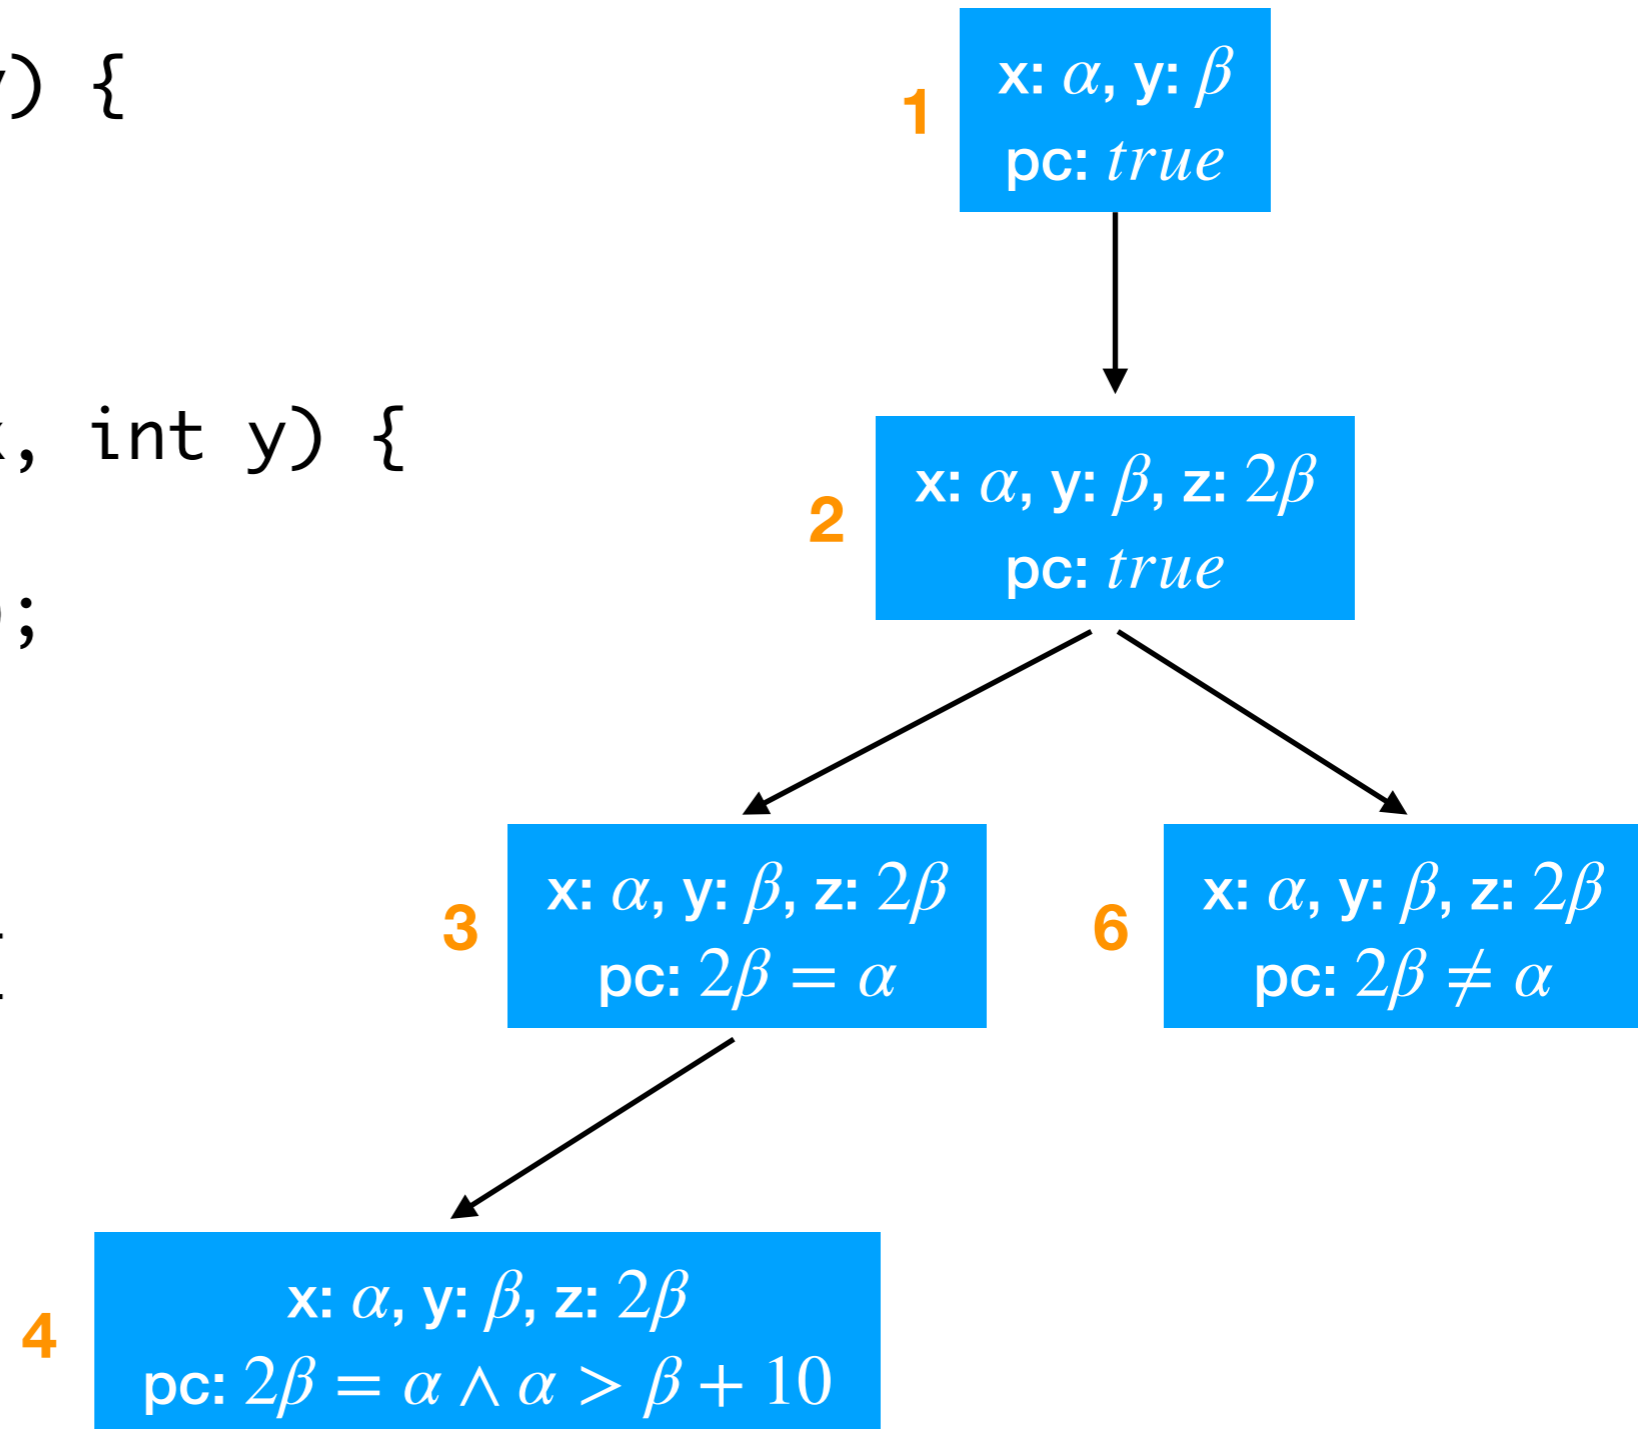 ) {
, int y) {
;
1
x: α, y: β
pc: true
2
x: α, y: β, z: 2β
pc: true
3
x: α, y: β, z: 2β
pc: 2β = α
6
x: α, y: β, z: 2β
pc: 2β ≠ α
4
x: α, y: β, z: 2β
pc: 2β = α ∧ α > β + 10